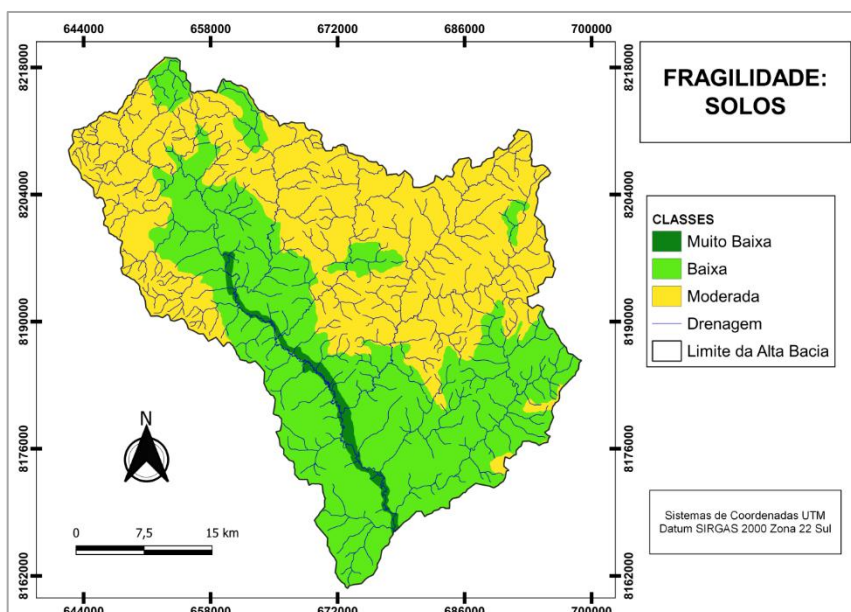 644000 658000 672000 686000 700000
8218000
8204000
8190000
8176000
8162000
FRAGILIDADE:
SOLOS
CLASSES
Muito Baixa
Baixa
Moderada
Drenagem
Limite da Alta Bacia
N
0 7,5 15 km
Sistemas de Coordenadas UTM
Datum SIRGAS 2000 Zona 22 Sul
8218000
8204000
8190000
8176000
8162000
644000 658000 672000 686000 700000